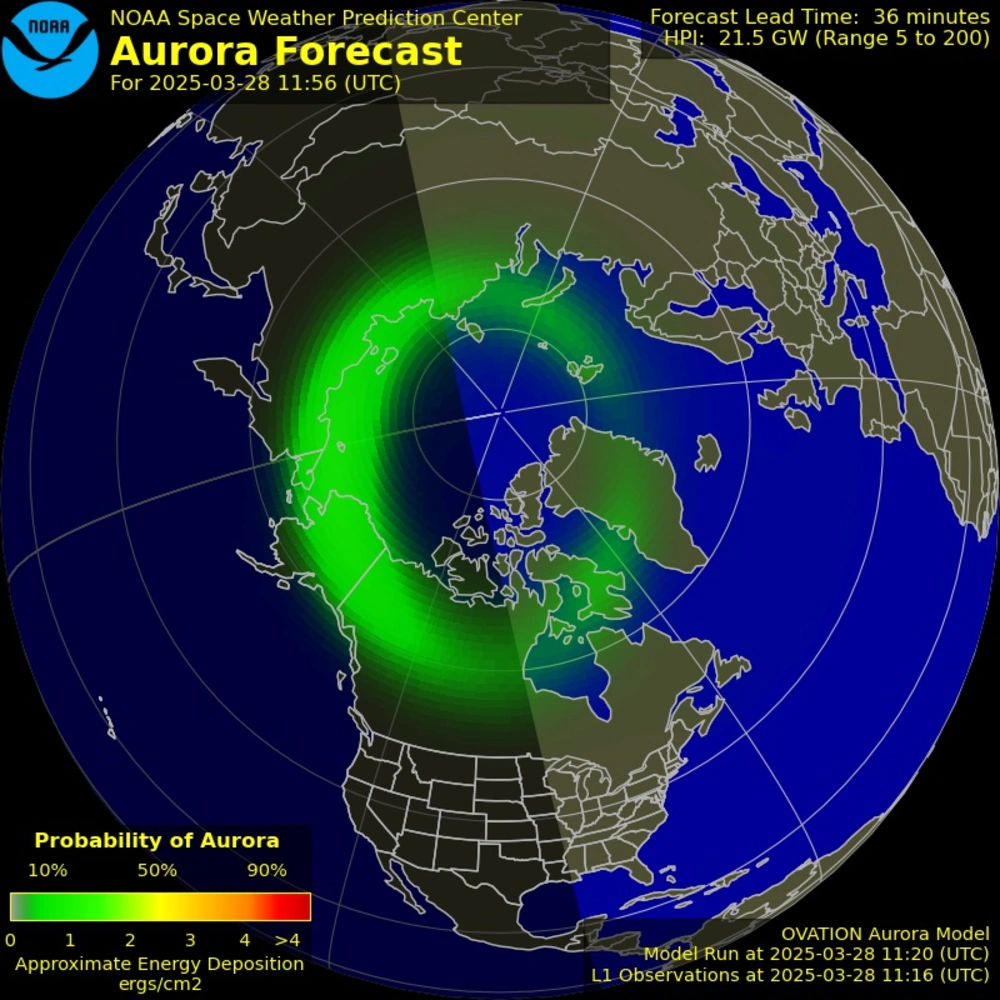 NOAA
NOAA Space Weather Prediction Center
Aurora Forecast
For 2025-03-28 11:56 (UTC)
Forecast Lead Time: 36 minutes
HPI: 21.5 GW (Range 5 to 200)
Probability of Aurora
10% 50% 90%
0 1 2 3 4 >4
Approximate Energy Deposition
ergs/cm2
OVATION Aurora Model
Model Run at 2025-03-28 11:20 (UTC)
L1 Observations at 2025-03-28 11:16 (UTC)